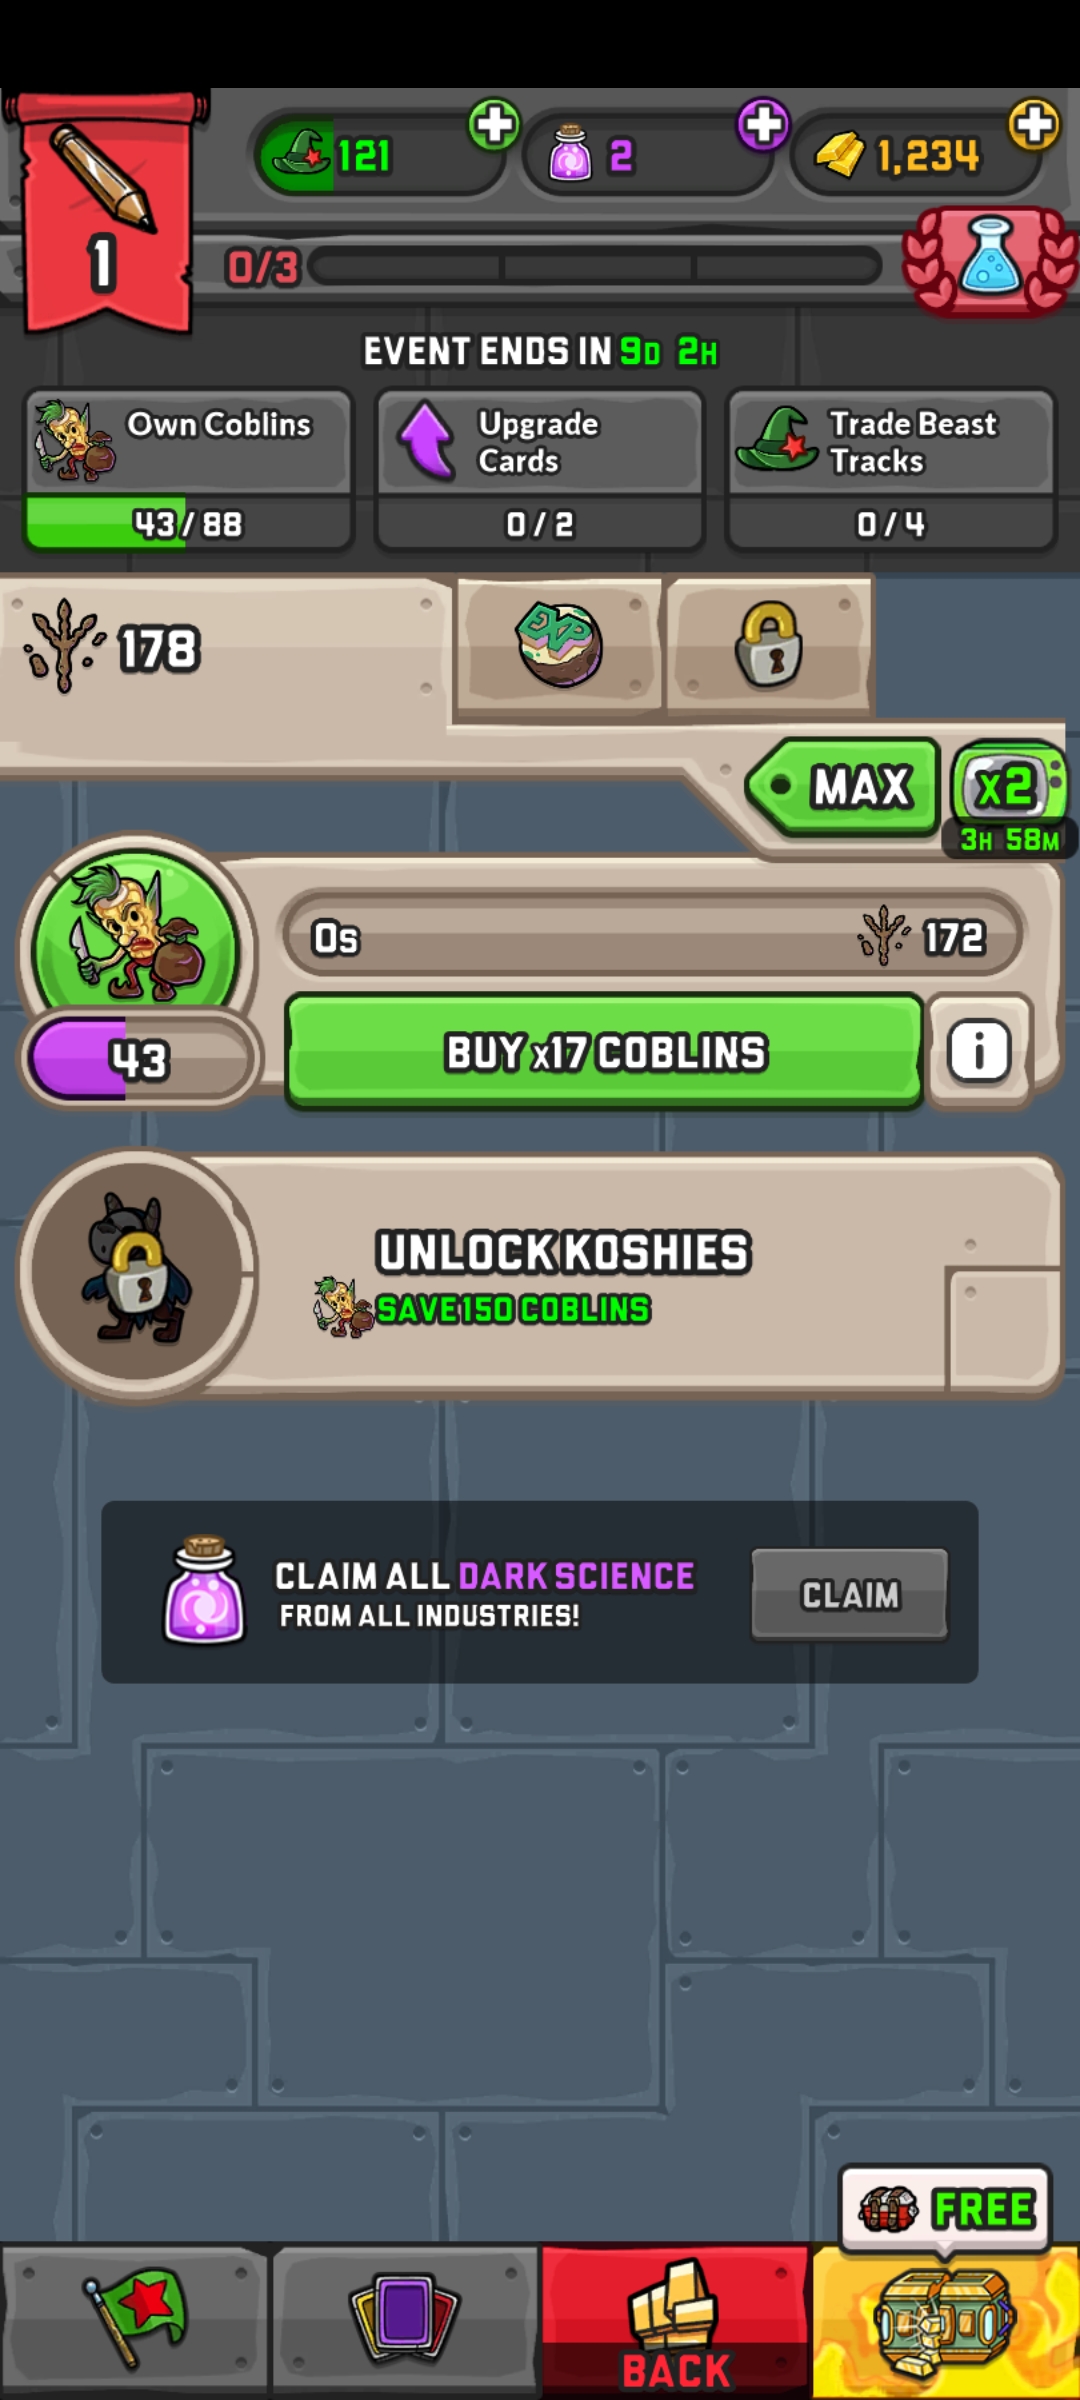 121
2
1,234
1
0/3
EVENT ENDS IN 9D 2H
Own Coblins
43/88
Upgrade
Cards
0/2
Trade Beast
Tracks
0/4
178
EXP
MAX
x2
3H 58M
0s
172
43
BUY x17 COBLINS
i
UNLOCK KOSHIES
SAVE 150 COBLINS
CLAIM ALL DARK SCIENCE
FROM ALL INDUSTRIES!
CLAIM
FREE
BACK